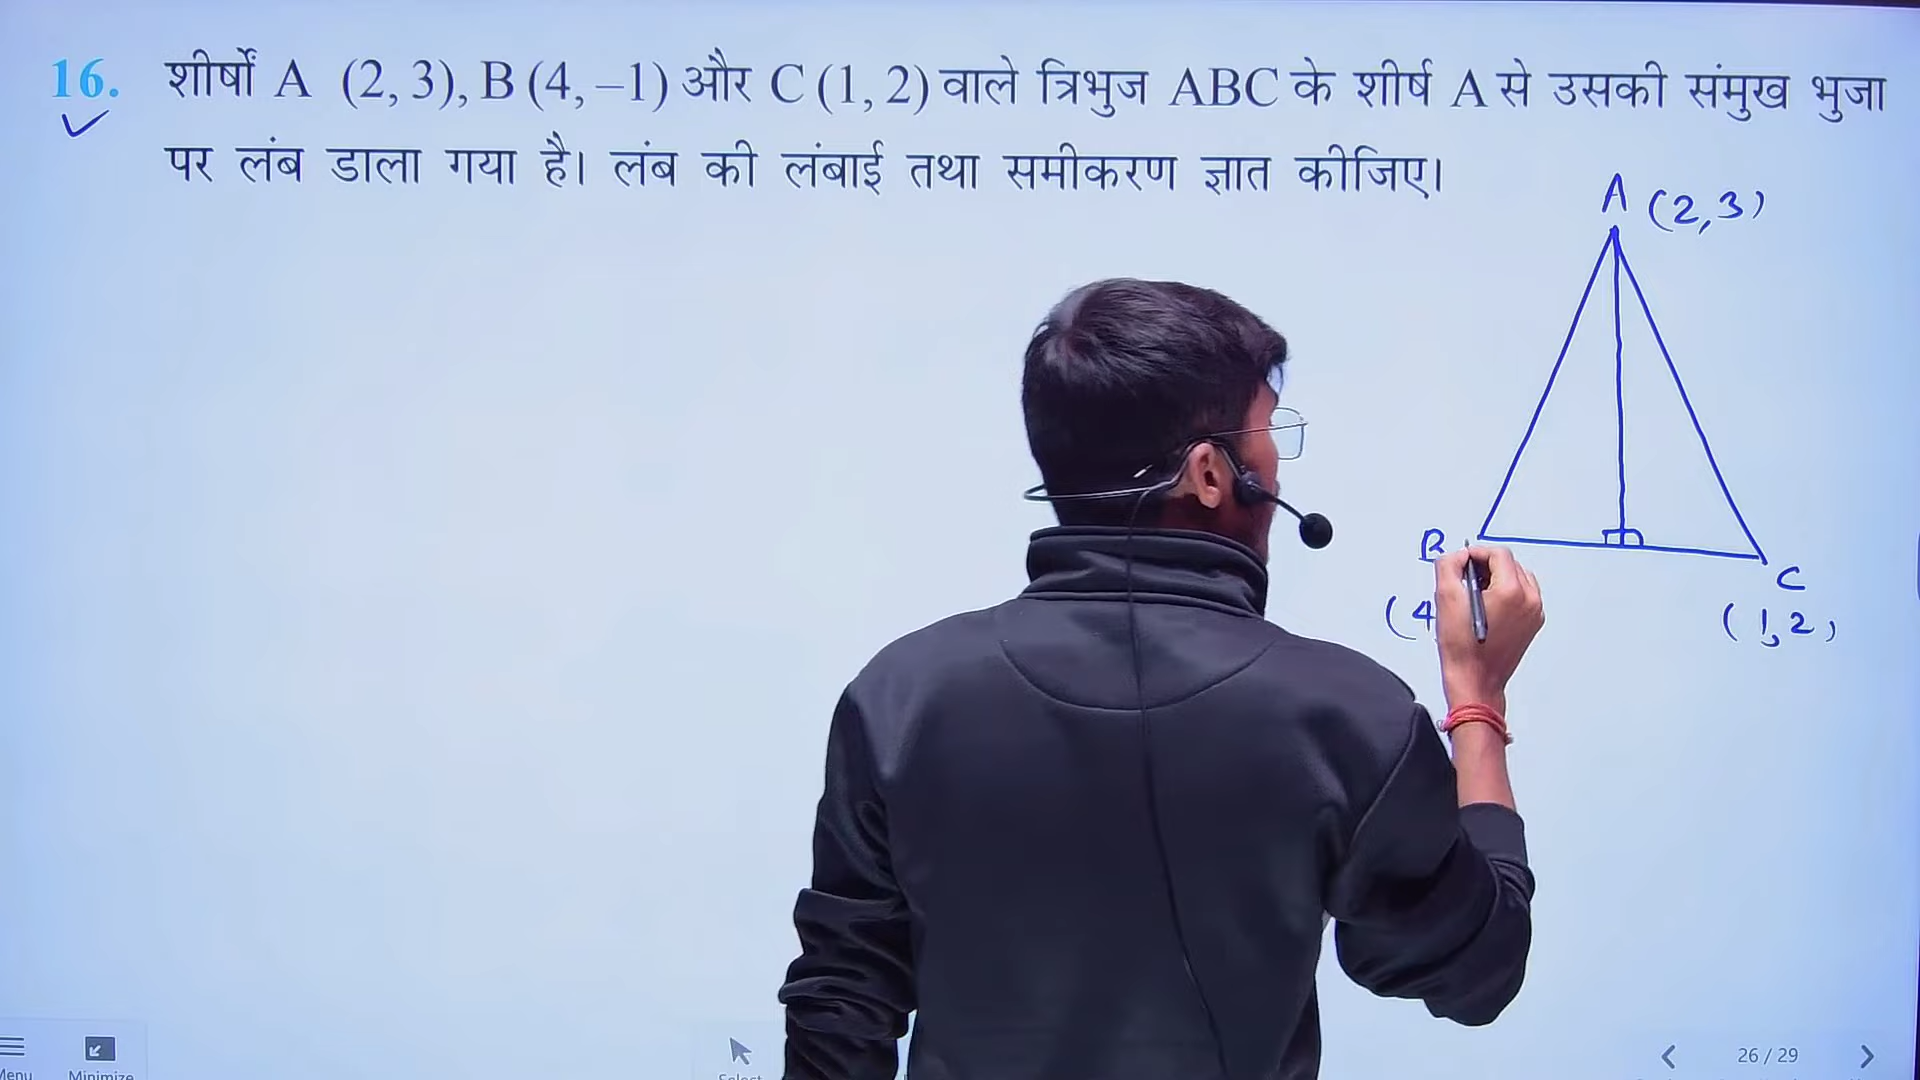 16. शीर्षों A (2, 3), B (4, –1) और C (1, 2) वाले त्रिभुज ABC के शीर्ष A से उसकी संमुख भुजा
पर लंब डाला गया है। लंब की लंबाई तथा समीकरण ज्ञात कीजिए।
A (2,3)
B
C
(4
(1,2)
Menu
Minimize
Select
26 / 29